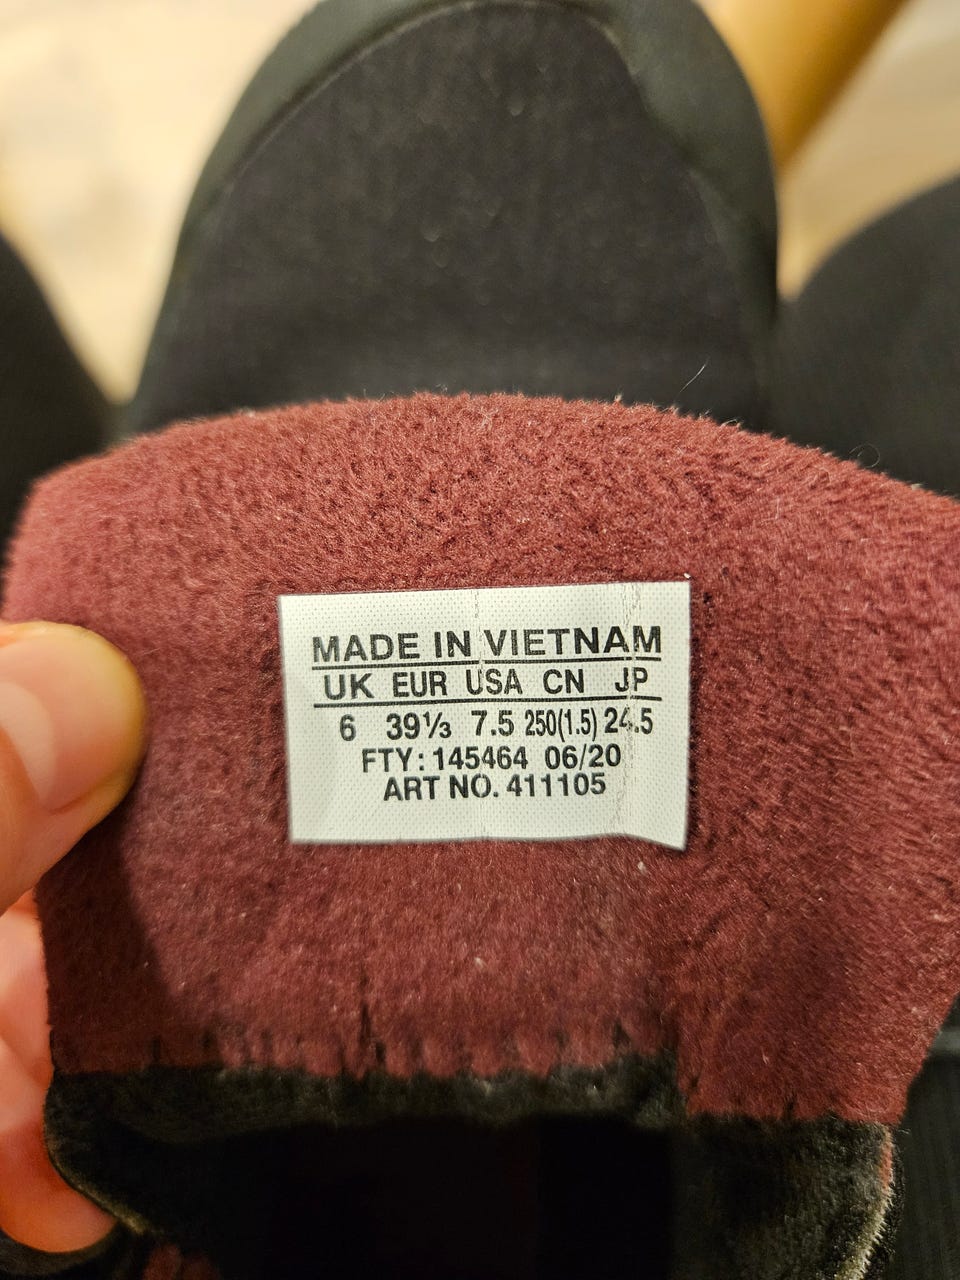 MADE IN VIETNAM
UK EUR USA CN JP
6 39⅓ 7.5 250(1.5) 24.5
FTY: 145464 06/20
ART NO. 411105